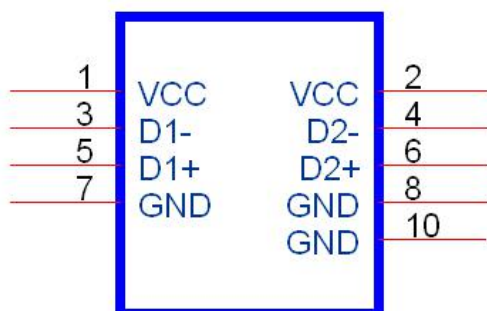 1 VCC VCC 2
3 D1- D2- 4
5 D1+ D2+ 6
7 GND GND 8
GND 10